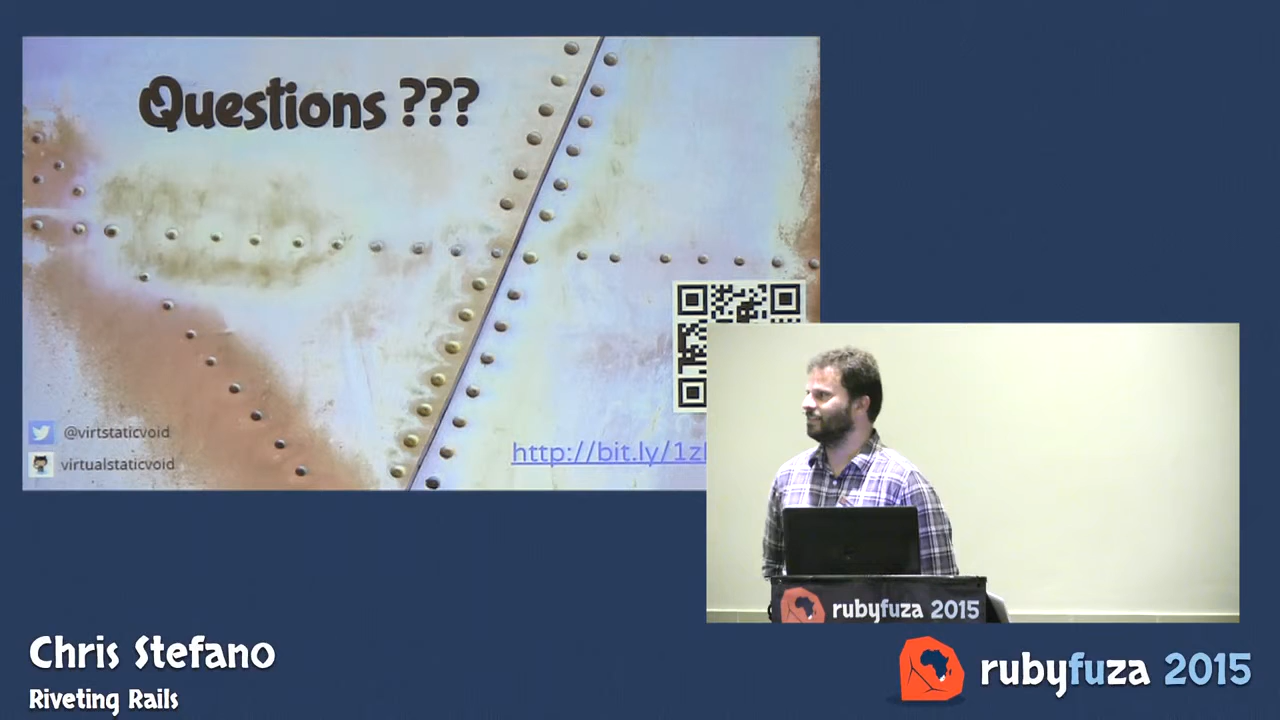 Questions ???
@virtstaticvoid
virtualstaticvoid
rubyfuza 2015
Chris Stefano
Riveting Rails
rubyfuza 2015